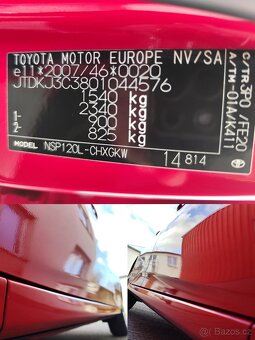 TOYOTA MOTOR EUROPE NV/SA
e11*2007/46*0020
JTDKJ3C3801044576
1540 kg
2340 kg
1- 900 kg
2- 825 kg
MODEL NSP120L-CHXGKW
14 814
C/TR 3P0 /FE20
A/TM -01A/K411
bazos.cz